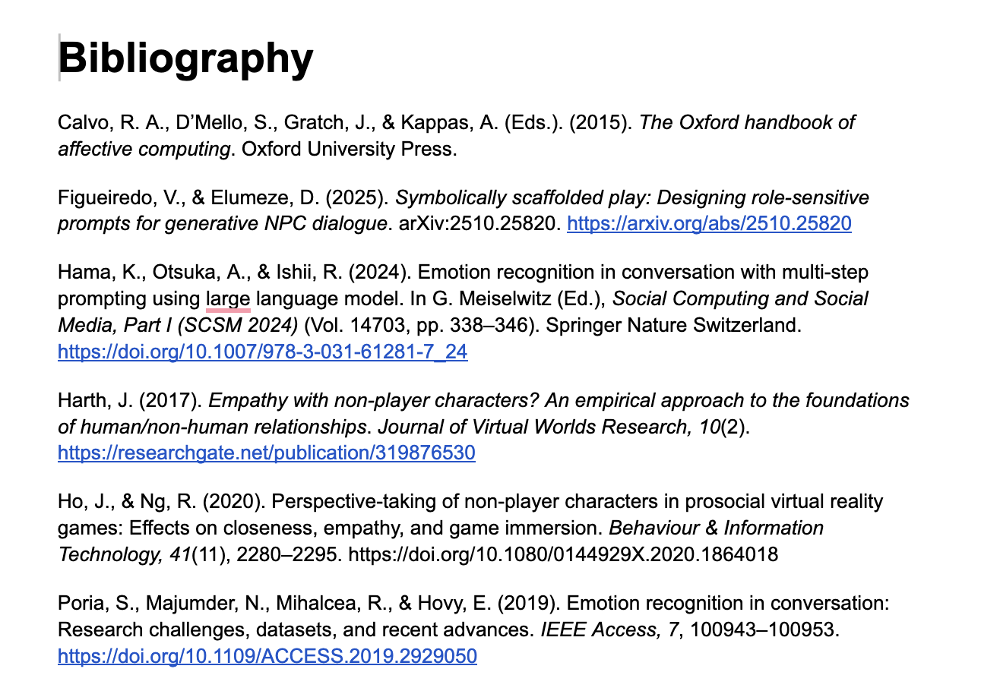 Bibliography
Calvo, R. A., D’Mello, S., Gratch, J., & Kappas, A. (Eds.). (2015). The Oxford handbook of
affective computing. Oxford University Press.
Figueiredo, V., & Elumeze, D. (2025). Symbolically scaffolded play: Designing role-sensitive
prompts for generative NPC dialogue. arXiv:2510.25820. https://arxiv.org/abs/2510.25820
Hama, K., Otsuka, A., & Ishii, R. (2024). Emotion recognition in conversation with multi-step
prompting using large language model. In G. Meiselwitz (Ed.), Social Computing and Social
Media, Part I (SCSM 2024) (Vol. 14703, pp. 338–346). Springer Nature Switzerland.
https://doi.org/10.1007/978-3-031-61281-7_24
Harth, J. (2017). Empathy with non-player characters? An empirical approach to the foundations
of human/non-human relationships. Journal of Virtual Worlds Research, 10(2).
https://researchgate.net/publication/319876530
Ho, J., & Ng, R. (2020). Perspective-taking of non-player characters in prosocial virtual reality
games: Effects on closeness, empathy, and game immersion. Behaviour & Information
Technology, 41(11), 2280–2295. https://doi.org/10.1080/0144929X.2020.1864018
Poria, S., Majumder, N., Mihalcea, R., & Hovy, E. (2019). Emotion recognition in conversation:
Research challenges, datasets, and recent advances. IEEE Access, 7, 100943–100953.
https://doi.org/10.1109/ACCESS.2019.2929050